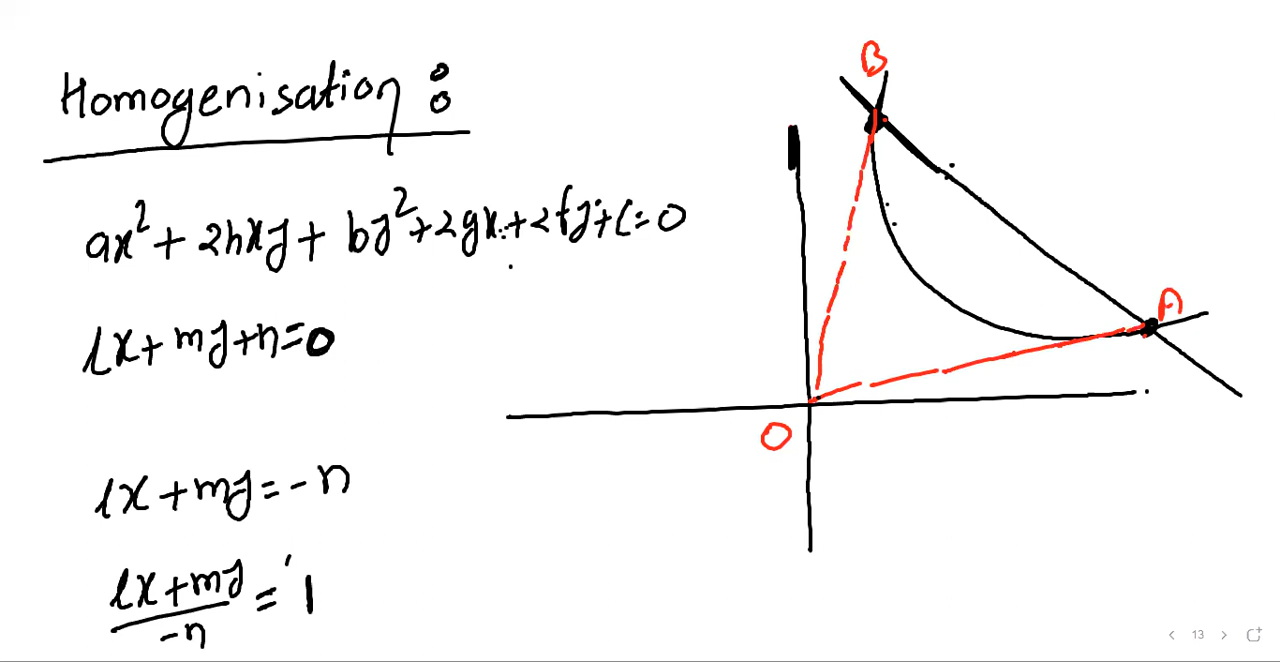 Homogenisation :
ax² + 2hxy + by² + 2gx + 2fy + c = 0
lx + my + n = 0
lx + my = -n
lx + my
-n
= 1
B
A
O
13